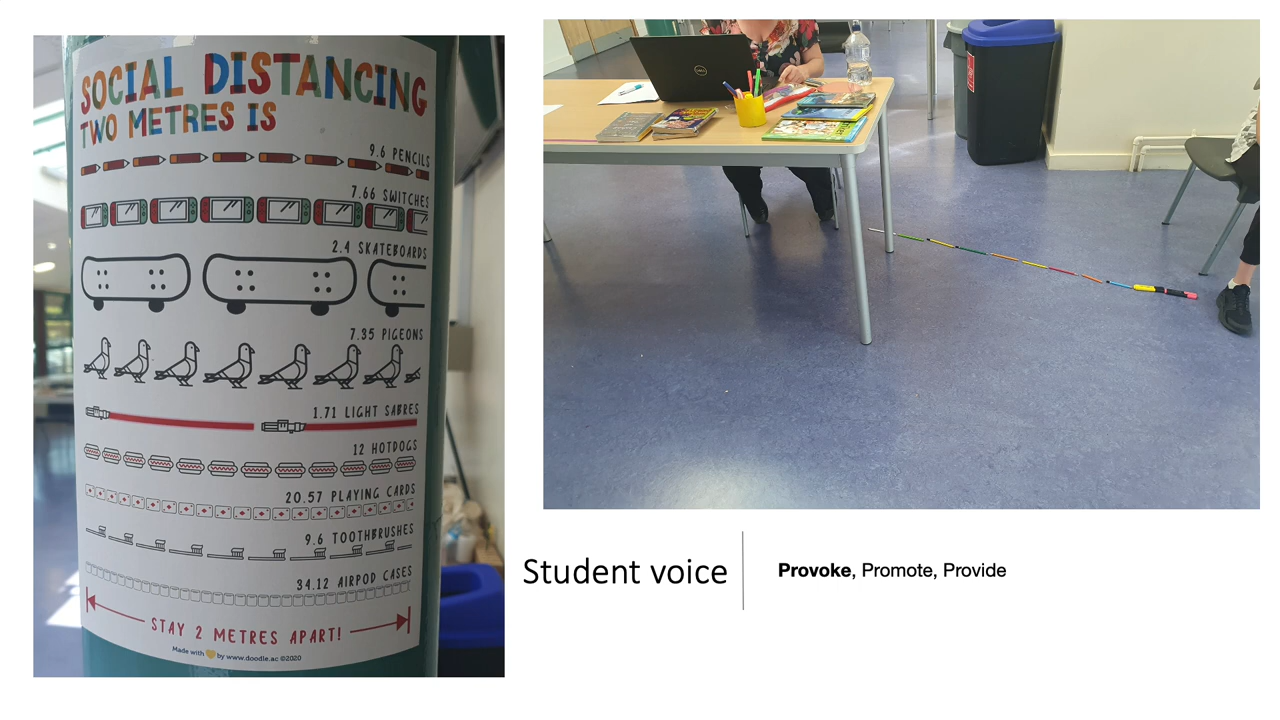 SOCIAL DISTANCING
TWO METRES IS
9.6 PENCILS
7.66 SWITCHES
2.4 SKATEBOARDS
7.35 PIGEONS
1.71 LIGHT SABRES
12 HOTDOGS
20.57 PLAYING CARDS
9.6 TOOTHBRUSHES
34.12 AIRPOD CASES
STAY 2 METRES APART!
Made with by www.doodle.ac ©2020
DELL
Student voice
Provoke, Promote, Provide